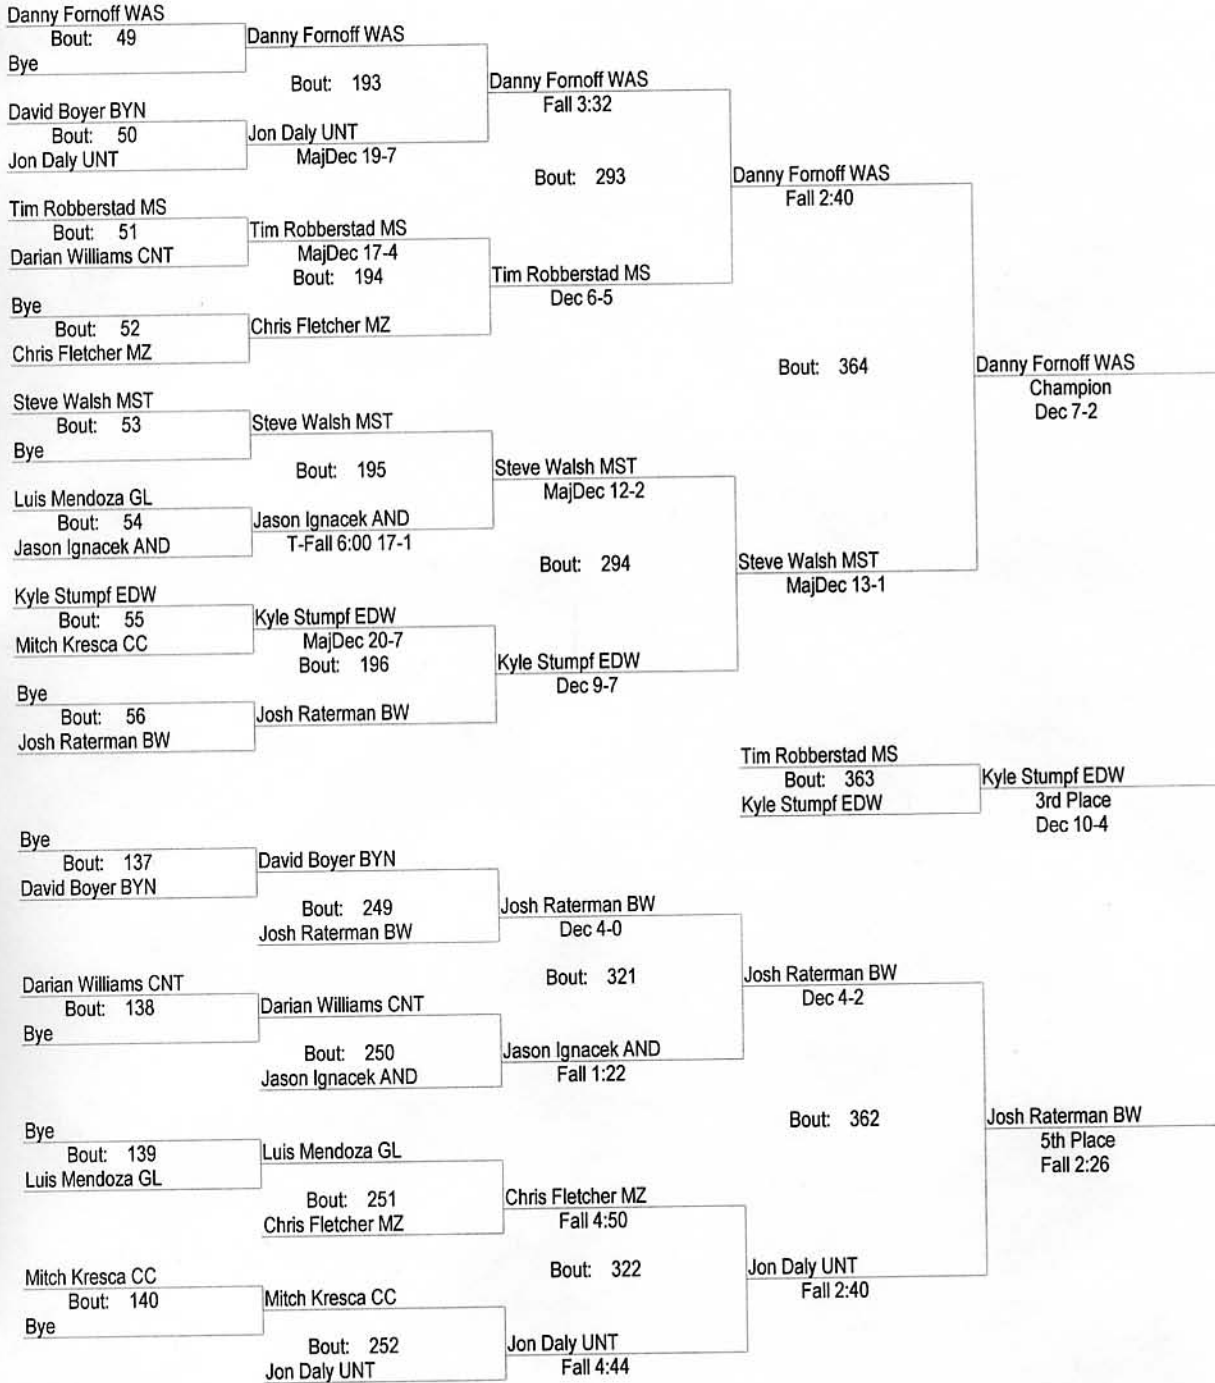 Danny Fornoff WAS
Bout: 49
Bye
Danny Fornoff WAS
Bout: 193
David Boyer BYN
Bout: 50
Jon Daly UNT
Jon Daly UNT
MajDec 19-7
Danny Fornoff WAS
Fall 3:32
Bout: 293
Tim Robberstad MS
Bout: 51
Darian Williams CNT
Tim Robberstad MS
MajDec 17-4
Bout: 194
Bye
Bout: 52
Chris Fletcher MZ
Chris Fletcher MZ
Tim Robberstad MS
Dec 6-5
Danny Fornoff WAS
Fall 2:40
Bout: 364
Steve Walsh MST
Bout: 53
Bye
Steve Walsh MST
Bout: 195
Luis Mendoza GL
Bout: 54
Jason Ignacek AND
Jason Ignacek AND
T-Fall 6:00 17-1
Steve Walsh MST
MajDec 12-2
Bout: 294
Kyle Stumpf EDW
Bout: 55
Mitch Kresca CC
Kyle Stumpf EDW
MajDec 20-7
Bout: 196
Bye
Bout: 56
Josh Raterman BW
Josh Raterman BW
Kyle Stumpf EDW
Dec 9-7
Steve Walsh MST
MajDec 13-1
Danny Fornoff WAS
Champion
Dec 7-2
Tim Robberstad MS
Bout: 363
Kyle Stumpf EDW
Kyle Stumpf EDW
3rd Place
Dec 10-4
Bye
Bout: 137
David Boyer BYN
David Boyer BYN
Bout: 249
Josh Raterman BW
Josh Raterman BW
Dec 4-0
Bout: 321
Darian Williams CNT
Bout: 138
Bye
Darian Williams CNT
Bout: 250
Jason Ignacek AND
Jason Ignacek AND
Fall 1:22
Josh Raterman BW
Dec 4-2
Bout: 362
Bye
Bout: 139
Luis Mendoza GL
Luis Mendoza GL
Bout: 251
Chris Fletcher MZ
Chris Fletcher MZ
Fall 4:50
Bout: 322
Mitch Kresca CC
Bout: 140
Bye
Mitch Kresca CC
Bout: 252
Jon Daly UNT
Jon Daly UNT
Fall 4:44
Jon Daly UNT
Fall 2:40
Josh Raterman BW
5th Place
Fall 2:26